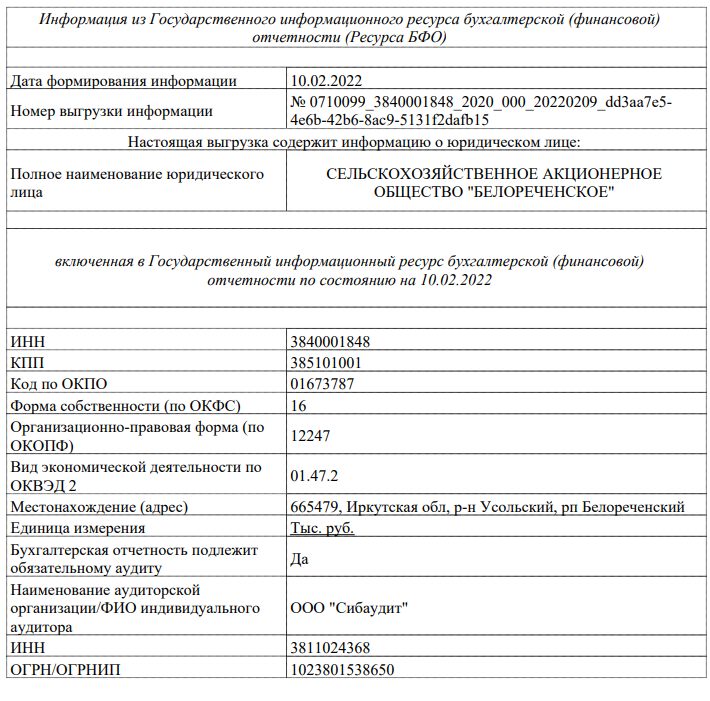 Информация из Государственного информационного ресурса бухгалтерской (финансовой)
отчетности (Ресурса БФО)
Дата формирования информации 10.02.2022
Номер выгрузки информации № 0710099_3840001848_2020_000_20220209_dd3aa7e5-
4e6b-42b6-8ac9-5131f2dafb15
Настоящая выгрузка содержит информацию о юридическом лице:
Полное наименование юридического
лица
СЕЛЬСКОХОЗЯЙСТВЕННОЕ АКЦИОНЕРНОЕ
ОБЩЕСТВО "БЕЛОРЕЧЕНСКОЕ"
включенная в Государственный информационный ресурс бухгалтерской (финансовой)
отчетности по состоянию на 10.02.2022
ИНН 3840001848
КПП 385101001
Код по ОКПО 01673787
Форма собственности (по ОКФС) 16
Организационно-правовая форма (по
ОКОПФ)
12247
Вид экономической деятельности по
ОКВЭД 2
01.47.2
Местонахождение (адрес) 665479, Иркутская обл, р-н Усольский, рп Белореченский
Единица измерения Тыс. руб.
Бухгалтерская отчетность подлежит
обязательному аудиту
Да
Наименование аудиторской
организации/ФИО индивидуального
аудитора
ООО "Сибаудит"
ИНН 3811024368
ОГРН/ОГРНИП 1023801538650